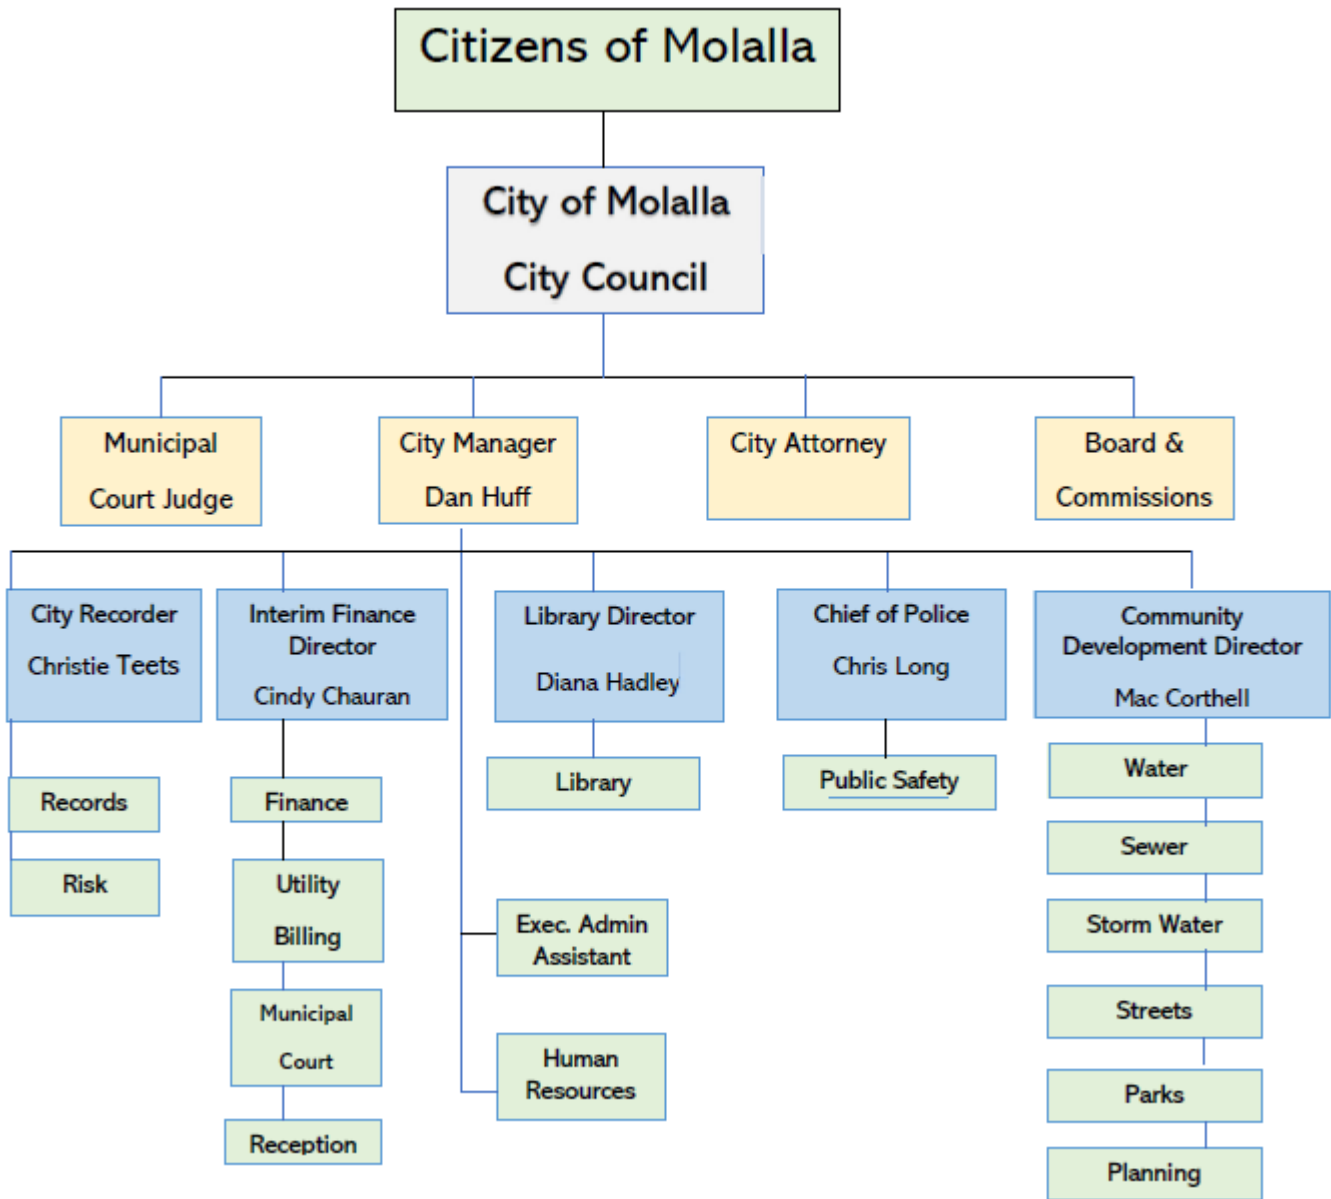 Citizens of Molalla
City of Molalla
City Council
Municipal
Court Judge
City Manager
Dan Huff
City Attorney
Board &
Commissions
City Recorder
Christie Teets
Interim Finance
Director
Cindy Chauran
Library Director
Diana Hadley
Chief of Police
Chris Long
Community
Development Director
Mac Corthell
Records
Risk
Finance
Utility
Billing
Municipal
Court
Reception
Library
Exec. Admin
Assistant
Human
Resources
Public Safety
Water
Sewer
Storm Water
Streets
Parks
Planning